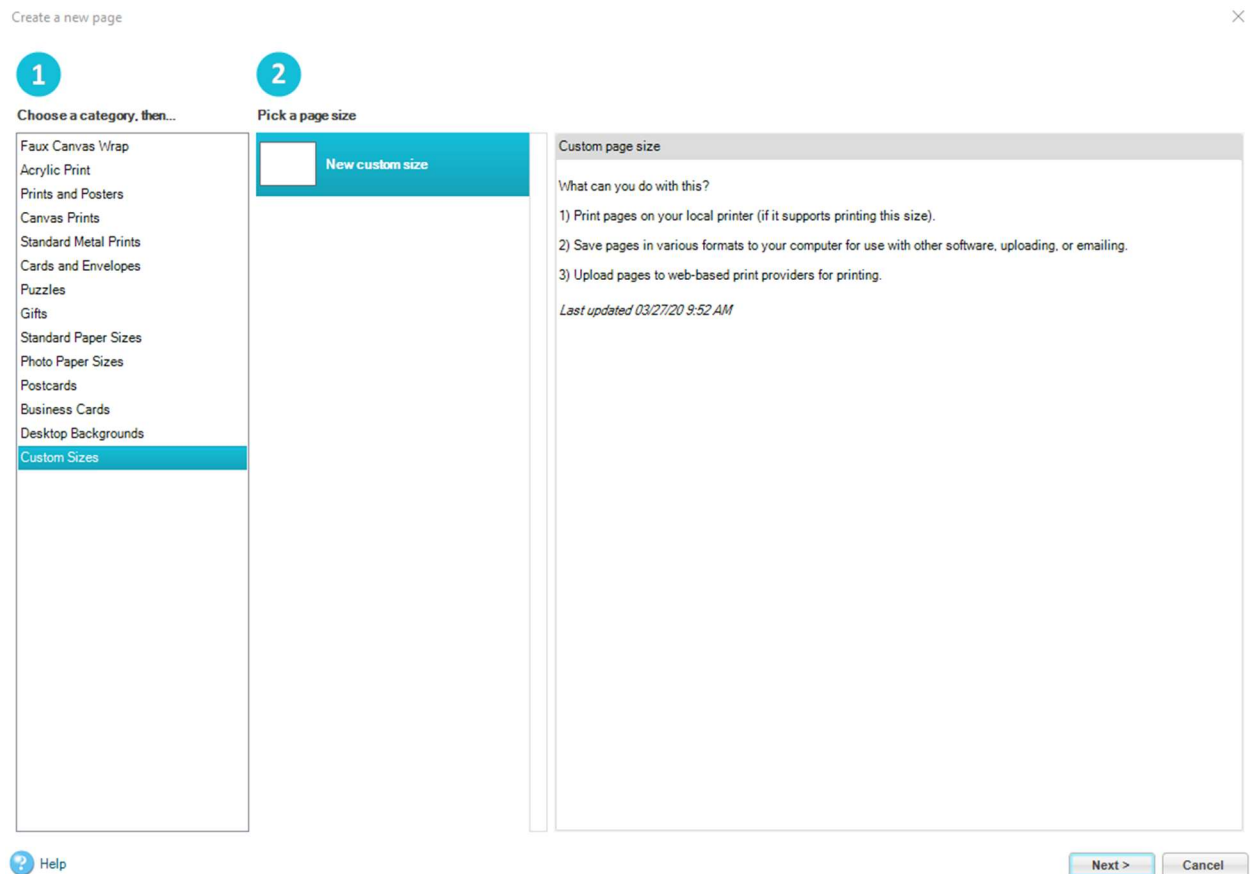 Create a new page
1
2
Choose a category, then...
Pick a page size
Faux Canvas Wrap
Acrylic Print
Prints and Posters
Canvas Prints
Standard Metal Prints
Cards and Envelopes
Puzzles
Gifts
Standard Paper Sizes
Photo Paper Sizes
Postcards
Business Cards
Desktop Backgrounds
Custom Sizes
New custom size
Custom page size
What can you do with this?
1) Print pages on your local printer (if it supports printing this size).
2) Save pages in various formats to your computer for use with other software, uploading, or emailing.
3) Upload pages to web-based print providers for printing.
Last updated 03/27/20 9:52 AM
? Help
Next >
Cancel